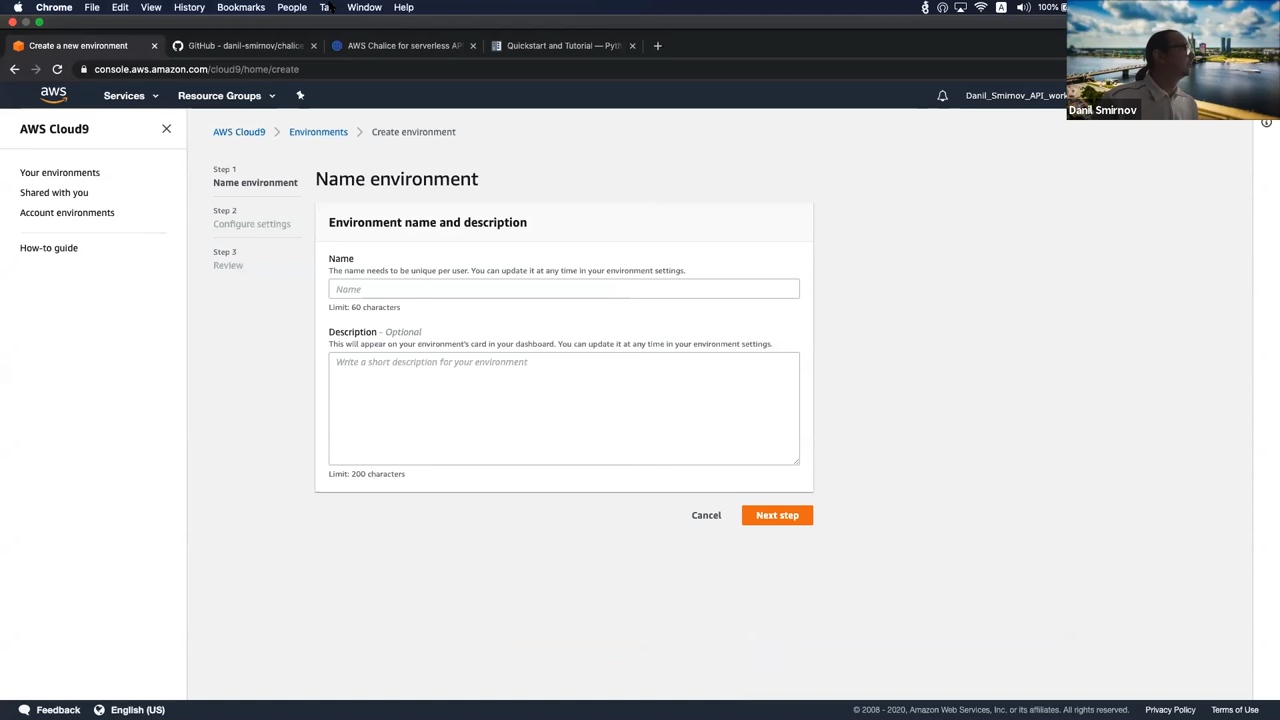 Chrome File Edit View History Bookmarks People Window Help A 100%
Create a new environment GitHub - danil-smirnov/chalice AWS Chalice for serverless AP Quickstart and Tutorial — Pyth
console.aws.amazon.com/cloud9/home/create
aws Services Resource Groups Danil_Smirnov_API_work
Danil Smirnov
AWS Cloud9
AWS Cloud9 Environments Create environment
Your environments
Shared with you
Account environments
How-to guide
Step 1
Name environment
Step 2
Configure settings
Step 3
Review
Name environment
Environment name and description
Name
The name needs to be unique per user. You can update it at any time in your environment settings.
Name
Limit: 60 characters
Description - Optional
This will appear on your environment's card in your dashboard. You can update it at any time in your environment settings.
Write a short description for your environment
Limit: 200 characters
Cancel Next step
Feedback English (US) © 2008 - 2020, Amazon Web Services, Inc. or its affiliates. All rights reserved. Privacy Policy Terms of Use